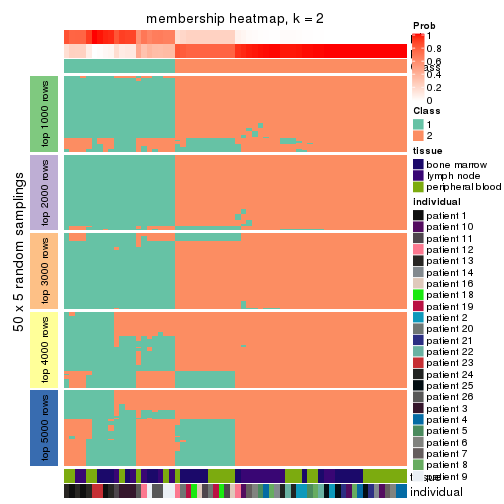 membership heatmap, k = 2
50 x 5 random samplings
top 1000 rows
top 2000 rows
top 3000 rows
top 4000 rows
top 5000 rows
Prob
1
0.8
0.6
0.4
0.2
0
Class
1
2
tissue
bone marrow
lymph node
peripheral blood
individual
patient 1
patient 10
patient 11
patient 12
patient 13
patient 14
patient 16
patient 18
patient 19
patient 2
patient 20
patient 21
patient 22
patient 23
patient 24
patient 25
patient 26
patient 3
patient 4
patient 5
patient 6
patient 7
patient 8
patient 9
individual